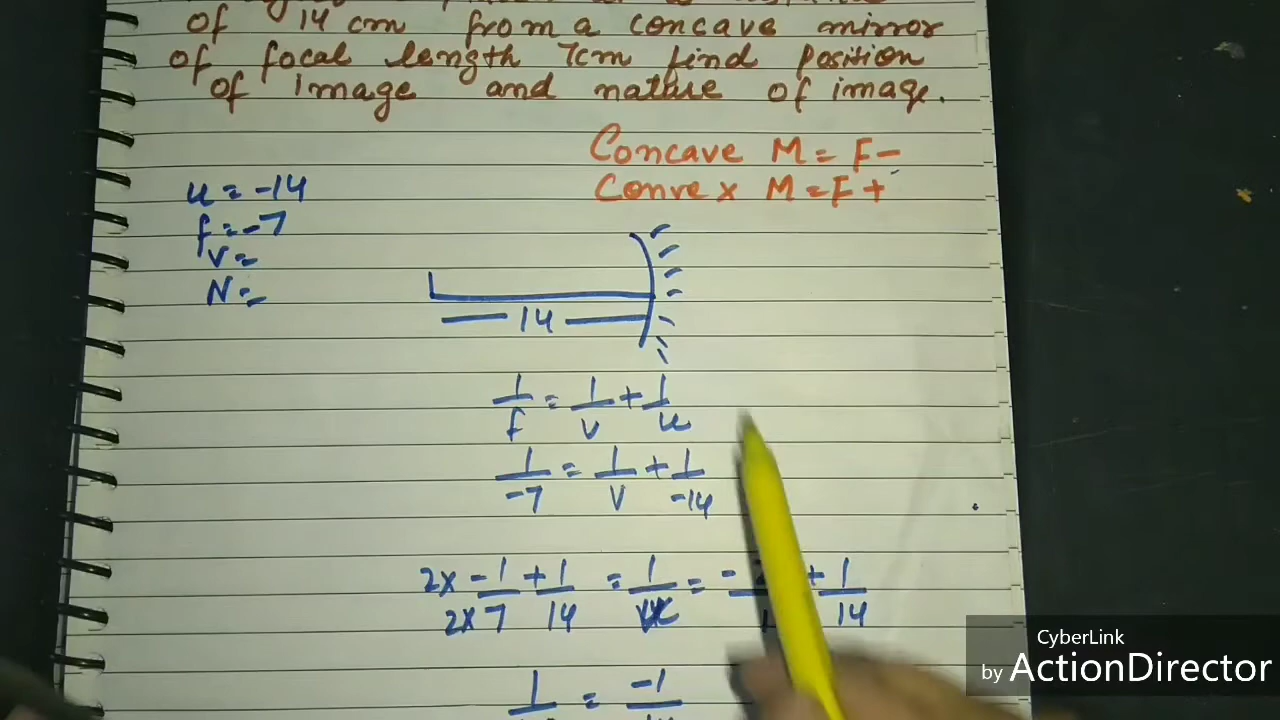 of 14 cm from a concave mirror
of focal length 7cm find position
of image and nature of image.
Concave M = F-
Convex M = F +
u = -14
f = -7
v =
N =
14
1/f = 1/v + 1/u
1/-7 = 1/v + 1/-14
2x -1/2x7 + 1/14 = 1/v = - + 1/14
1 = -1
CyberLink
by ActionDirector